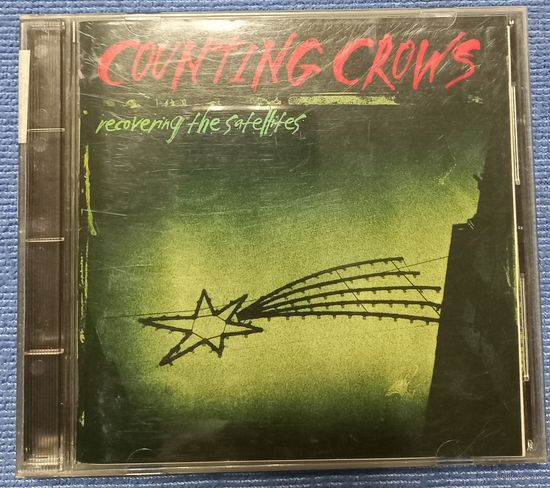 COUNTING CROWS
recovering the satellites